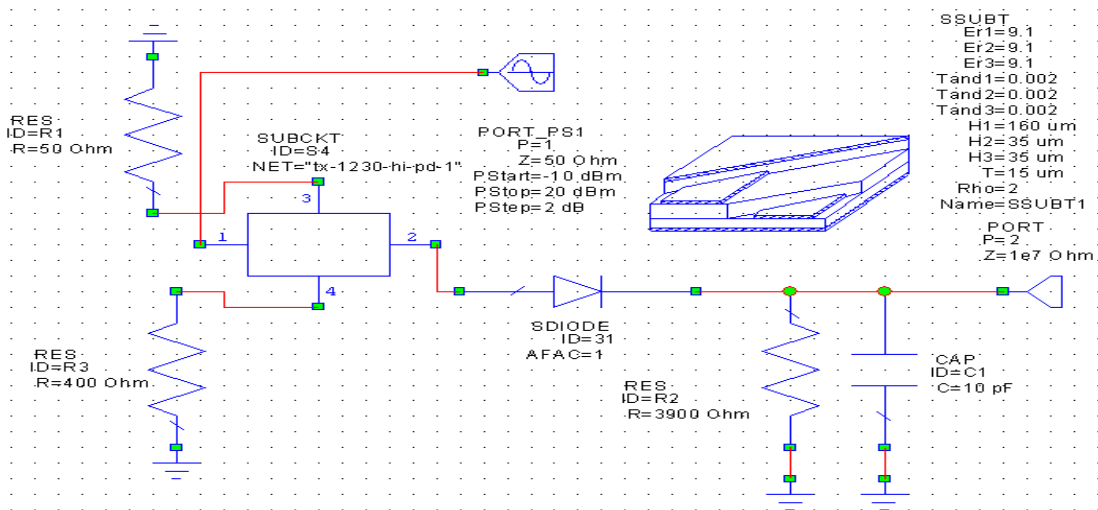 RES
ID=R1
R=50 Ohm
SUBCKT
ID=S4
NET="tx-1230-hi-pd-1"
3
1
2
4
PORT_PS1
P=1
Z=50 Ohm
PStart=-10 dBm
PStop=20 dBm
PStep=2 dB
SSUBT
Er1=9.1
Er2=9.1
Er3=9.1
Tand1=0.002
Tand2=0.002
Tand3=0.002
H1=160 um
H2=35 um
H3=35 um
T=15 um
Rho=2
Name=SSUBT1
PORT
P=2
Z=1e7 Ohm
RES
ID=R3
R=400 Ohm
SDIODE
ID=31
AFAC=1
RES
ID=R2
R=3900 Ohm
CAP
ID=C1
C=10 pF